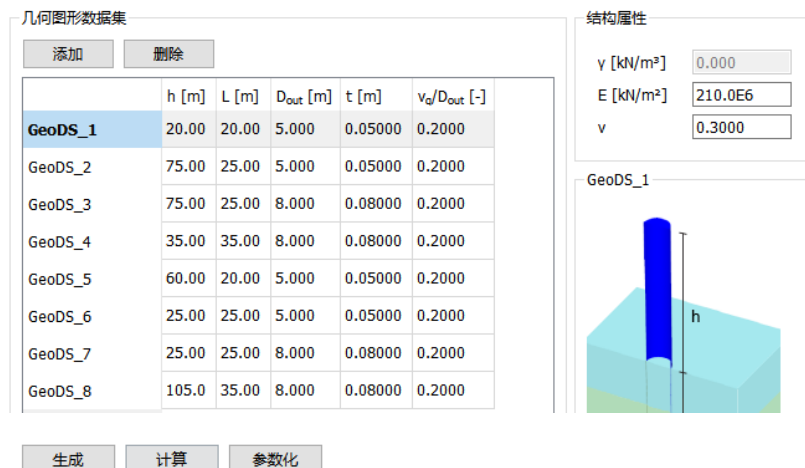 几何图形数据集
添加 删除
h [m] L [m] Dout [m] t [m] vq/Dout [-]
GeoDS_1 20.00 20.00 5.000 0.05000 0.2000
GeoDS_2 75.00 25.00 5.000 0.05000 0.2000
GeoDS_3 75.00 25.00 8.000 0.08000 0.2000
GeoDS_4 35.00 35.00 8.000 0.08000 0.2000
GeoDS_5 60.00 20.00 5.000 0.05000 0.2000
GeoDS_6 25.00 25.00 5.000 0.05000 0.2000
GeoDS_7 25.00 25.00 8.000 0.08000 0.2000
GeoDS_8 105.0 35.00 8.000 0.08000 0.2000
生成 计算 参数化
结构属性
γ [kN/m³] 0.000
E [kN/m²] 210.0E6
ν 0.3000
GeoDS_1
h